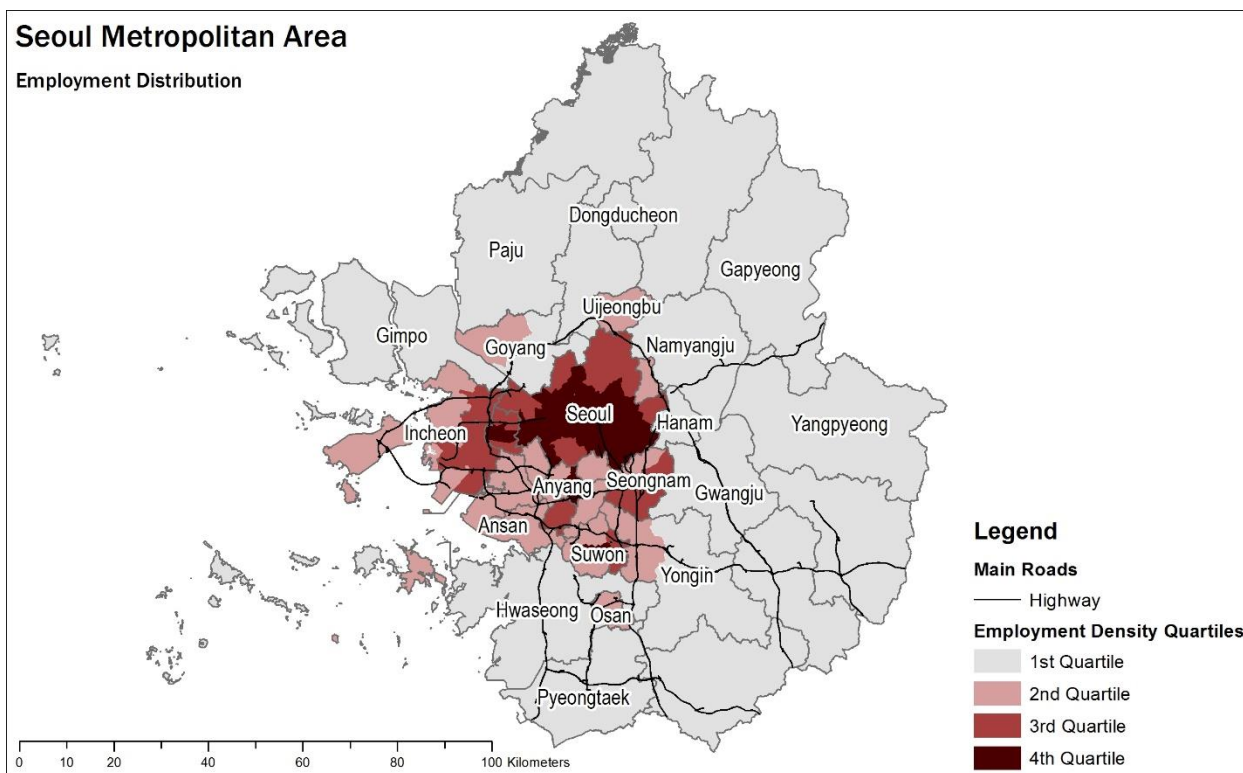 Seoul Metropolitan Area
Employment Distribution
Dongducheon
Paju
Gapyeong
Uijeongbu
Gimpo
Goyang
Namyangju
Seoul
Hanam
Yangpyeong
Incheon
Anyang
Seongnam
Gwangju
Ansan
Suwon
Yongin
Hwaseong
Osan
Pyeongtaek
Legend
Main Roads
Highway
Employment Density Quartiles
1st Quartile
2nd Quartile
3rd Quartile
4th Quartile
0 10 20 40 60 80 100 Kilometers